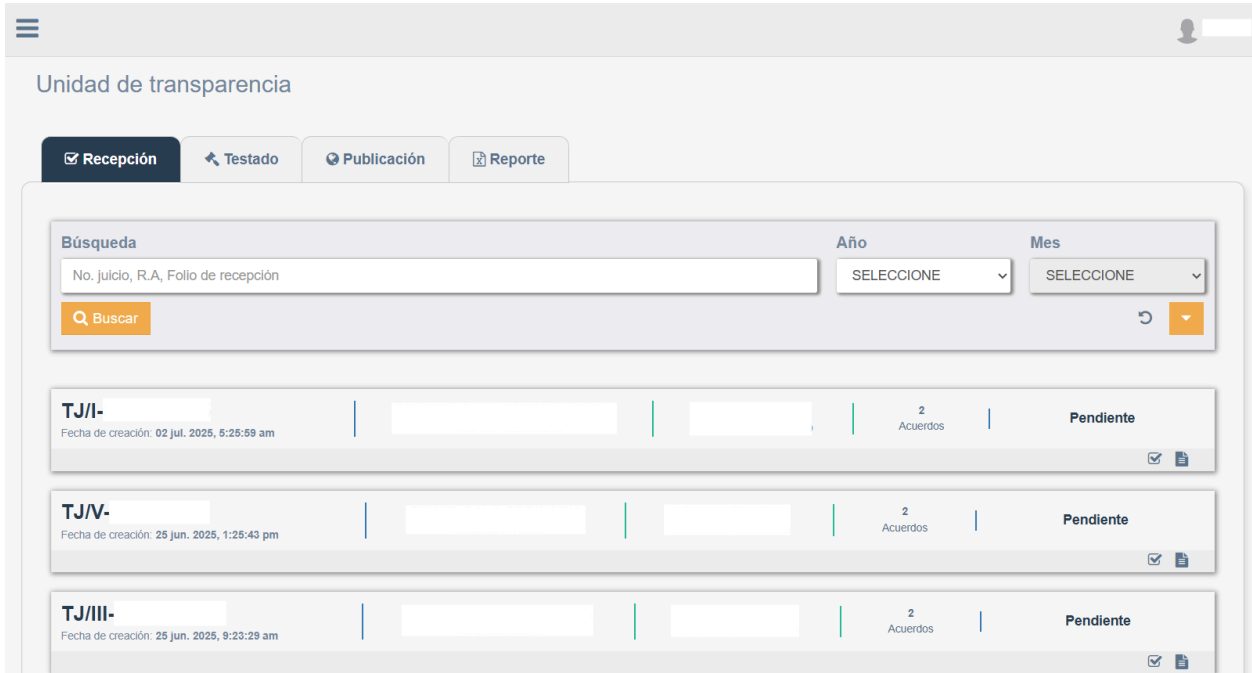 Unidad de transparencia
Recepción Testado Publicación Reporte
Búsqueda Año Mes
No. juicio, R.A, Folio de recepción SELECCIONE SELECCIONE
Buscar
TJ/I- 2 Pendiente
Fecha de creación: 02 jul. 2025, 5:25:59 am Acuerdos
TJ/V- 2 Pendiente
Fecha de creación: 25 jun. 2025, 1:25:43 pm Acuerdos
TJ/III- 2 Pendiente
Fecha de creación: 25 jun. 2025, 9:23:29 am Acuerdos